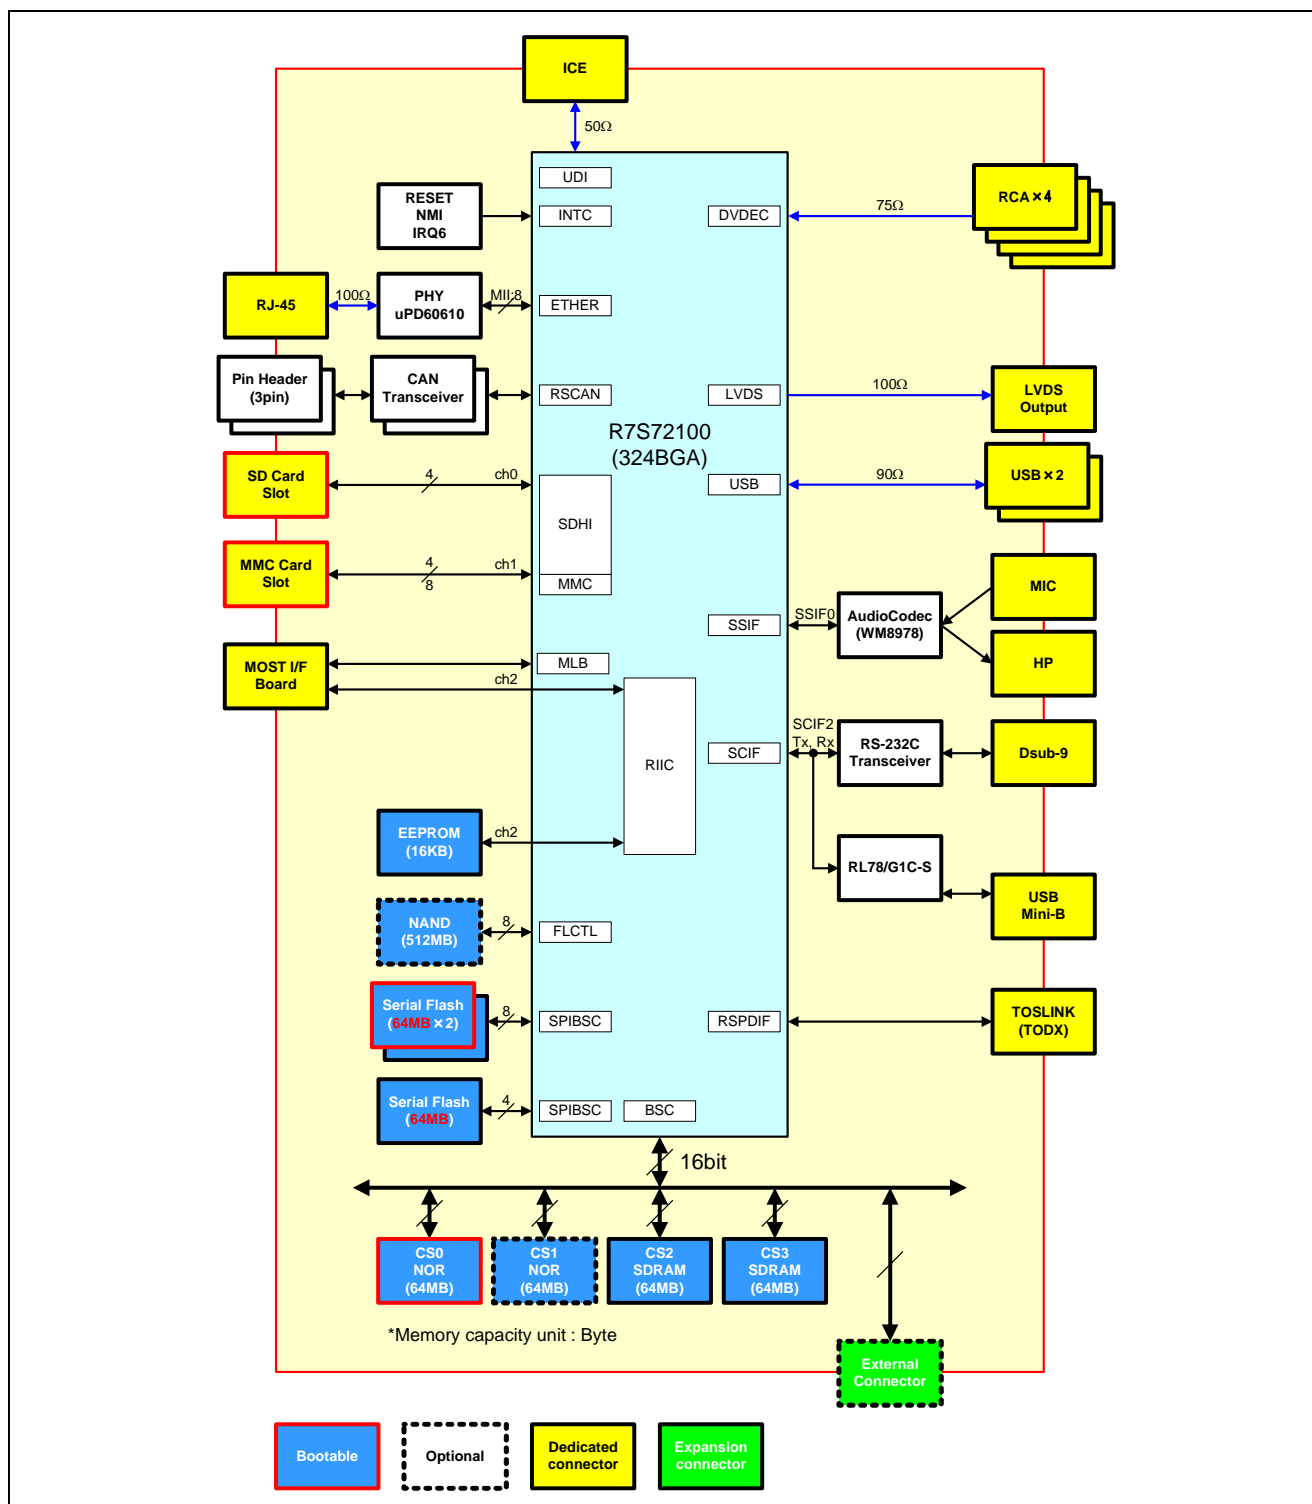 ICE
50Ω
UDI
RESET
NMI
IRQ6
INTC
DVDEC
75Ω
RCA×4
RJ-45
100Ω
PHY
uPD60610
MII:8
ETHER
Pin Header
(3pin)
CAN
Transceiver
RSCAN
LVDS
100Ω
LVDS
Output
R7S72100
(324BGA)
SD Card
Slot
4
ch0
SDHI
USB
90Ω
USB×2
MMC Card
Slot
4
8
ch1
MMC
MIC
SSIF
SSIF0
AudioCodec
(WM8978)
HP
MOST I/F
Board
MLB
ch2
RIIC
SCIF
SCIF2
Tx, Rx
RS-232C
Transceiver
Dsub-9
EEPROM
(16KB)
ch2
RL78/G1C-S
USB
Mini-B
NAND
(512MB)
8
FLCTL
Serial Flash
(64MB×2)
8
SPIBSC
RSPDIF
TOSLINK
(TODX)
Serial Flash
(64MB)
4
SPIBSC
BSC
16bit
CS0
NOR
(64MB)
CS1
NOR
(64MB)
CS2
SDRAM
(64MB)
CS3
SDRAM
(64MB)
*Memory capacity unit : Byte
External
Connector
Bootable
Optional
Dedicated
connector
Expansion
connector